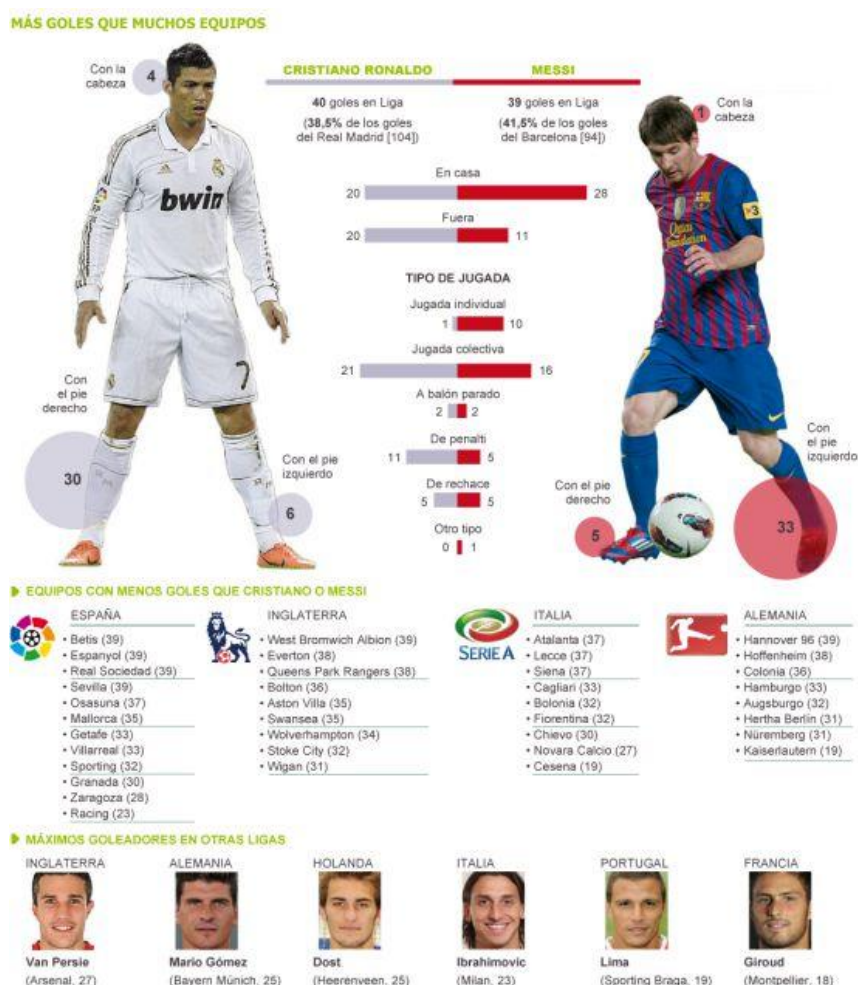 MÁS GOLES QUE MUCHOS EQUIPOS
Con la
cabeza
4
CRISTIANO RONALDO
MESSI
40 goles en Liga
(38,5% de los goles
del Real Madrid [104])
39 goles en Liga
(41,5% de los goles
del Barcelona [94])
1
Con la
cabeza
bwin
Qatar
Foundation
7
En casa
20 28
Fuera
20 11
TIPO DE JUGADA
Jugada individual
1 10
Jugada colectiva
21 16
A balón parado
2 2
De penalti
11 5
De rechace
5 5
Otro tipo
0 1
Con
el pie
derecho
30
Con el pie
izquierdo
6
Con el pie
derecho
5
Con
el pie
izquierdo
33
EQUIPOS CON MENOS GOLES QUE CRISTIANO O MESSI
ESPAÑA
• Betis (39)
• Espanyol (39)
• Real Sociedad (39)
• Sevilla (39)
• Osasuna (37)
• Mallorca (35)
• Getafe (33)
• Villarreal (33)
• Sporting (32)
• Granada (30)
• Zaragoza (28)
• Racing (23)
INGLATERRA
• West Bromwich Albion (39)
• Everton (38)
• Queens Park Rangers (38)
• Bolton (36)
• Aston Villa (35)
• Swansea (35)
• Wolverhampton (34)
• Stoke City (32)
• Wigan (31)
SERIE A
ITALIA
• Atalanta (37)
• Lecce (37)
• Siena (37)
• Cagliari (33)
• Bolonia (32)
• Fiorentina (32)
• Chievo (30)
• Novara Calcio (27)
• Cesena (19)
ALEMANIA
• Hannover 96 (39)
• Hoffenheim (38)
• Colonia (36)
• Hamburgo (33)
• Augsburgo (32)
• Hertha Berlin (31)
• Nüremberg (31)
• Kaiserlautern (19)
MÁXIMOS GOLEADORES EN OTRAS LIGAS
INGLATERRA
Van Persie
(Arsenal, 27)
ALEMANIA
Mario Gómez
(Bayern Múnich, 25)
HOLANDA
Dost
(Heerenveen, 25)
ITALIA
Ibrahimovic
(Milan, 23)
PORTUGAL
Lima
(Sporting Braga, 19)
FRANCIA
Giroud
(Montpellier, 18)